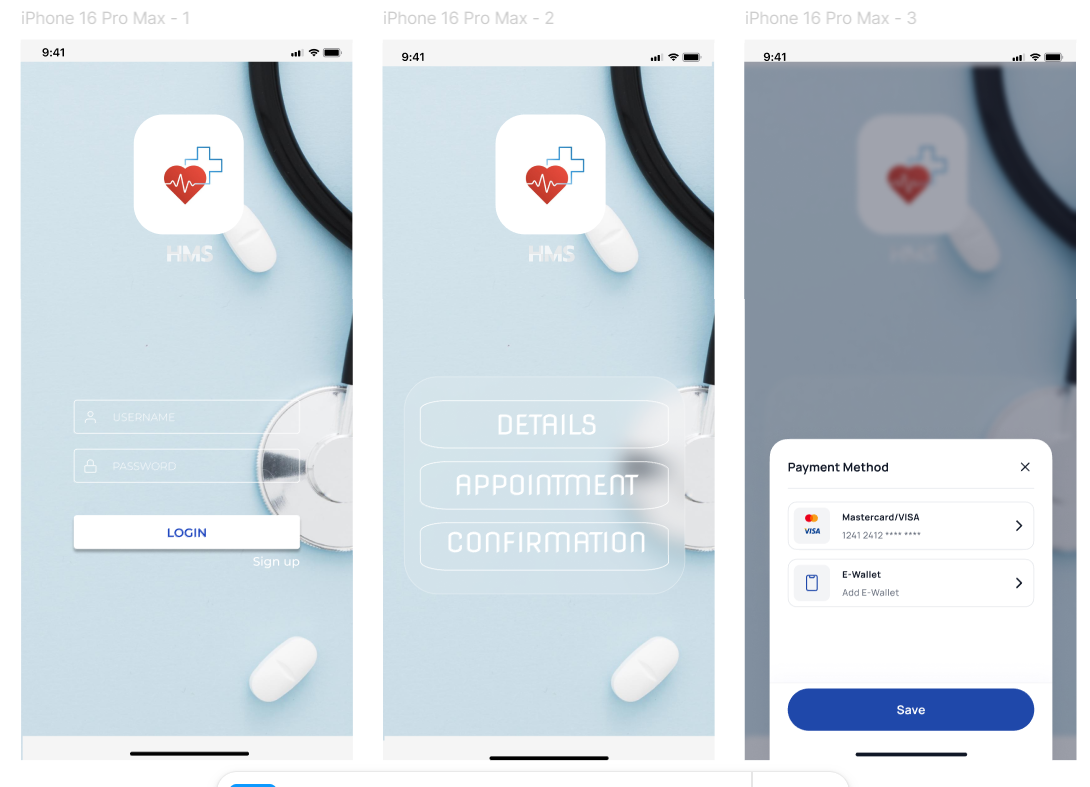 iPhone 16 Pro Max - 1
9:41
HMS
USERNAME
PASSWORD
LOGIN
Sign up
iPhone 16 Pro Max - 2
9:41
HMS
DETAILS
APPOINTMENT
CONFIRMATION
iPhone 16 Pro Max - 3
9:41
Payment Method
Mastercard/VISA
VISA
1241 2412 **** ****
E-Wallet
Add E-Wallet
Save